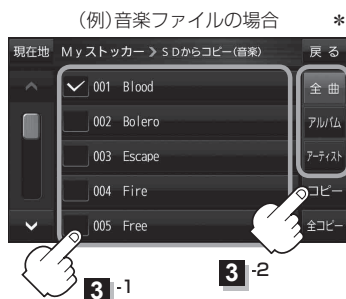 (例)音楽ファイルの場合 *
現在地 Myストッカー > SDからコピー(音楽) 戻る
001 Blood 全曲
002 Bolero アルバム
003 Escape アーティスト
004 Fire コピー
005 Free 全コピー
3-1
3-2